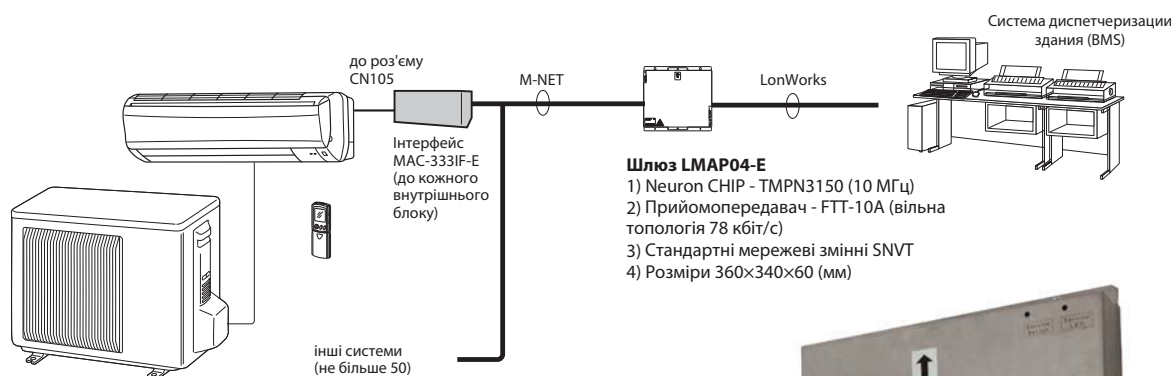 Система диспетчеризации
здания (BMS)
до роз'єму
CN105
M-NET
LonWorks
Інтерфейс
MAC-333IF-E
(до кожного
внутрішнього
блоку)
Шлюз LMAP04-E
1) Neuron CHIP - TMPN3150 (10 МГц)
2) Прийомопередавач - FTT-10A (вільна
топологія 78 кбіт/с)
3) Стандартні мережеві змінні SNVT
4) Розміри 360×340×60 (мм)
інші системи
(не більше 50)